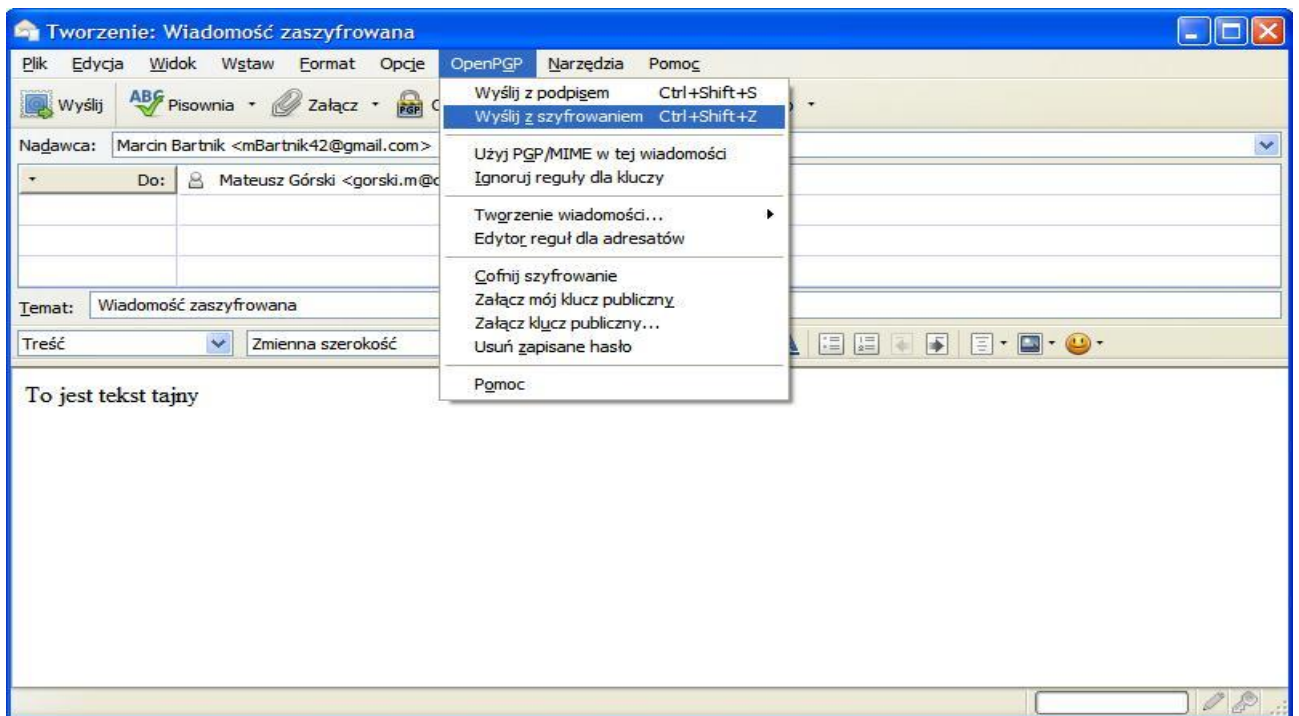 Tworzenie: Wiadomość zaszyfrowana
Plik Edycja Widok Wstaw Format Opcje OpenPGP Narzędzia Pomoc
Wyślij ABC Pisownia Załącz PGP
Wyślij z podpisem Ctrl+Shift+S
Wyślij z szyfrowaniem Ctrl+Shift+Z
Nadawca: Marcin Bartnik <mBartnik42@gmail.com>
Użyj PGP/MIME w tej wiadomości
Do: Mateusz Górski <gorski.m@
Ignoruj reguły dla kluczy
Tworzenie wiadomości...
Edytor reguł dla adresatów
Cofnij szyfrowanie
Załącz mój klucz publiczny
Temat: Wiadomość zaszyfrowana
Załącz klucz publiczny...
Treść Zmienna szerokość
Usuń zapisane hasło
Pomoc
To jest tekst tajny